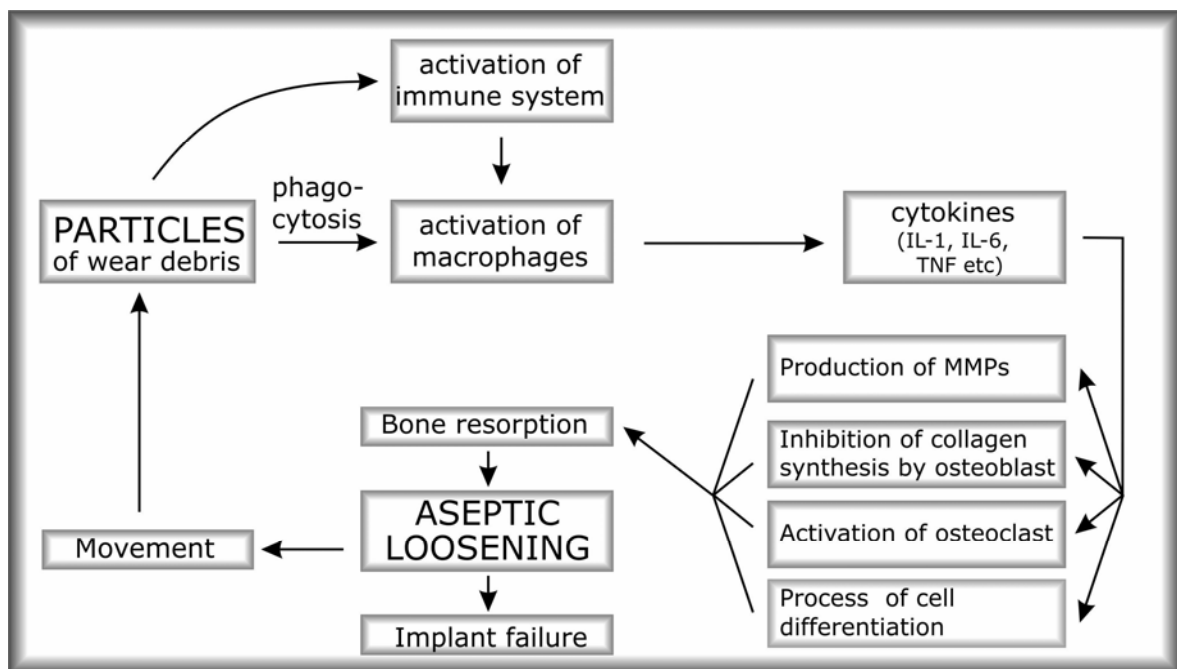 activation of
immune system
phago-
cytosis
PARTICLES
of wear debris
activation of
macrophages
cytokines
(IL-1, IL-6,
TNF etc)
Production of MMPs
Bone resorption
Inhibition of collagen
synthesis by osteoblast
ASEPTIC
LOOSENING
Movement
Activation of osteoclast
Process of cell
differentiation
Implant failure